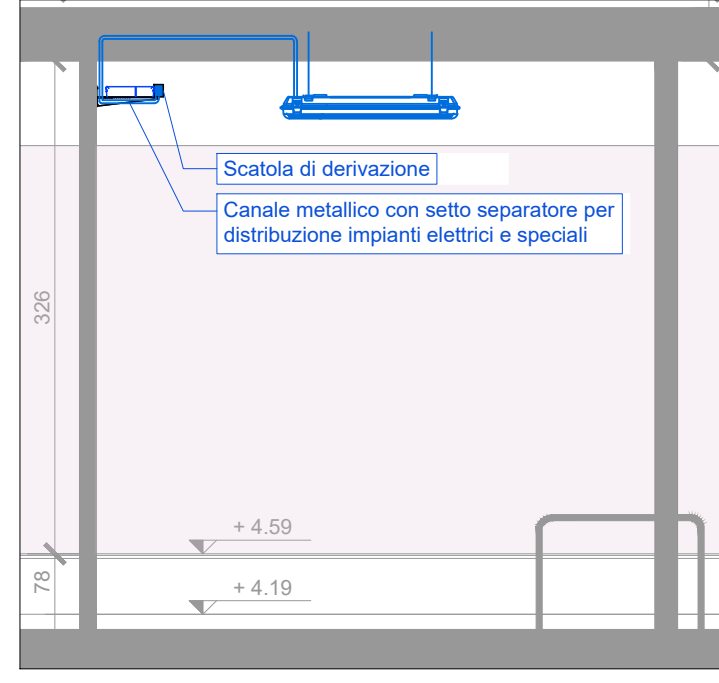 Scatola di derivazione
Canale metallico con setto separatore per
distribuzione impianti elettrici e speciali
326
+ 4.59
78
+ 4.19